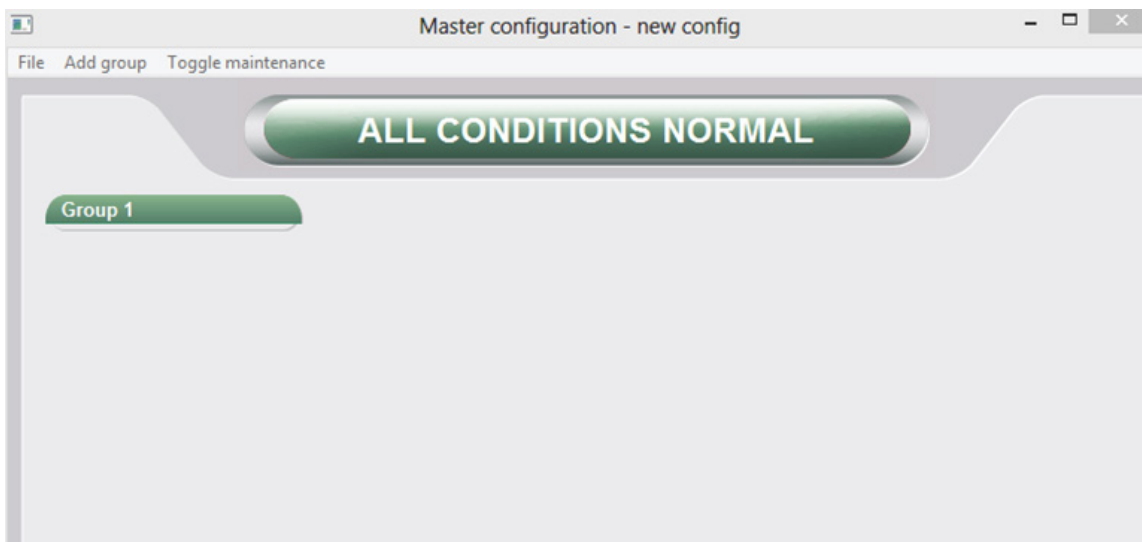 Master configuration - new config
File Add group Toggle maintenance
ALL CONDITIONS NORMAL
Group 1